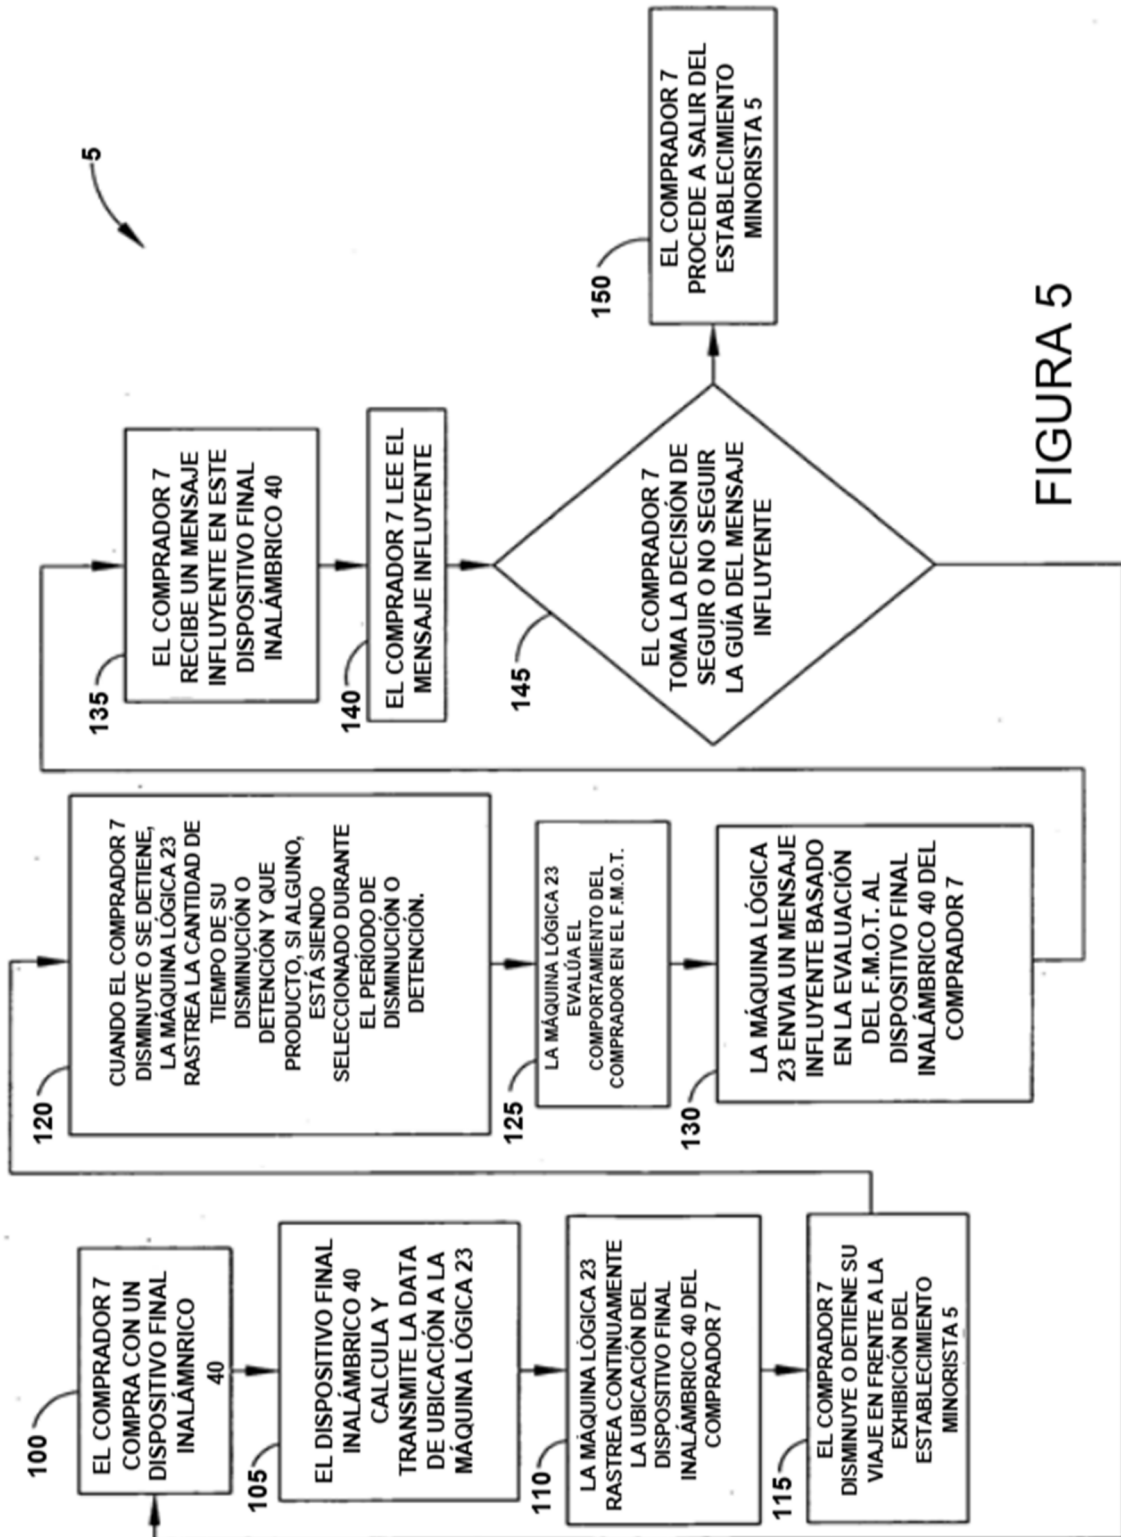 5
100
EL COMPRADOR 7
COMPRA CON UN
DISPOSITIVO FINAL
INALÁMNRICO
40
105
EL DISPOSITIVO FINAL
INALÁMBRICO 40
CALCULA Y
TRANSMITE LA DATA
DE UBICACIÓN A LA
MÁQUINA LÓGICA 23
110
LA MÁQUINA LÓGICA 23
RASTREA CONTINUAMENTE
LA UBICACIÓN DEL
DISPOSITIVO FINAL
INALÁMBRICO 40 DEL
COMPRADOR 7
115
EL COMPRADOR 7
DISMINUYE O DETIENE SU
VIAJE EN FRENTE A LA
EXHIBICIÓN DEL
ESTABLECIMIENTO
MINORISTA 5
120
CUANDO EL COMPRADOR 7
DISMINUYE O SE DETIENE,
LA MÁQUINA LÓGICA 23
RASTREA LA CANTIDAD DE
TIEMPO DE SU
DISMINUCIÓN O
DETENCIÓN Y QUE
PRODUCTO, SI ALGUNO,
ESTÁ SIENDO
SELECCIONADO DURANTE
EL PERÍODO DE
DISMINUCIÓN O
DETENCIÓN.
125
LA MÁQUINA LÓGICA 23
EVALÚA EL
COMPORTAMIENTO DEL
COMPRADOR EN EL F.M.O.T.
130
LA MÁQUINA LÓGICA
23 ENVIA UN MENSAJE
INFLUYENTE BASADO
EN LA EVALUACIÓN
DEL F.M.O.T. AL
DISPOSITIVO FINAL
INALÁMBRICO 40 DEL
COMPRADOR 7
135
EL COMPRADOR 7
RECIBE UN MENSAJE
INFLUYENTE EN ESTE
DISPOSITIVO FINAL
INALÁMBRICO 40
140
EL COMPRADOR 7 LEE EL
MENSAJE INFLUYENTE
145
EL COMPRADOR 7
TOMA LA DECISIÓN DE
SEGUIR O NO SEGUIR
LA GUÍA DEL MENSAJE
INFLUYENTE
150
EL COMPRADOR 7
PROCEDE A SALIR DEL
ESTABLECIMIENTO
MINORISTA 5
FIGURA 5